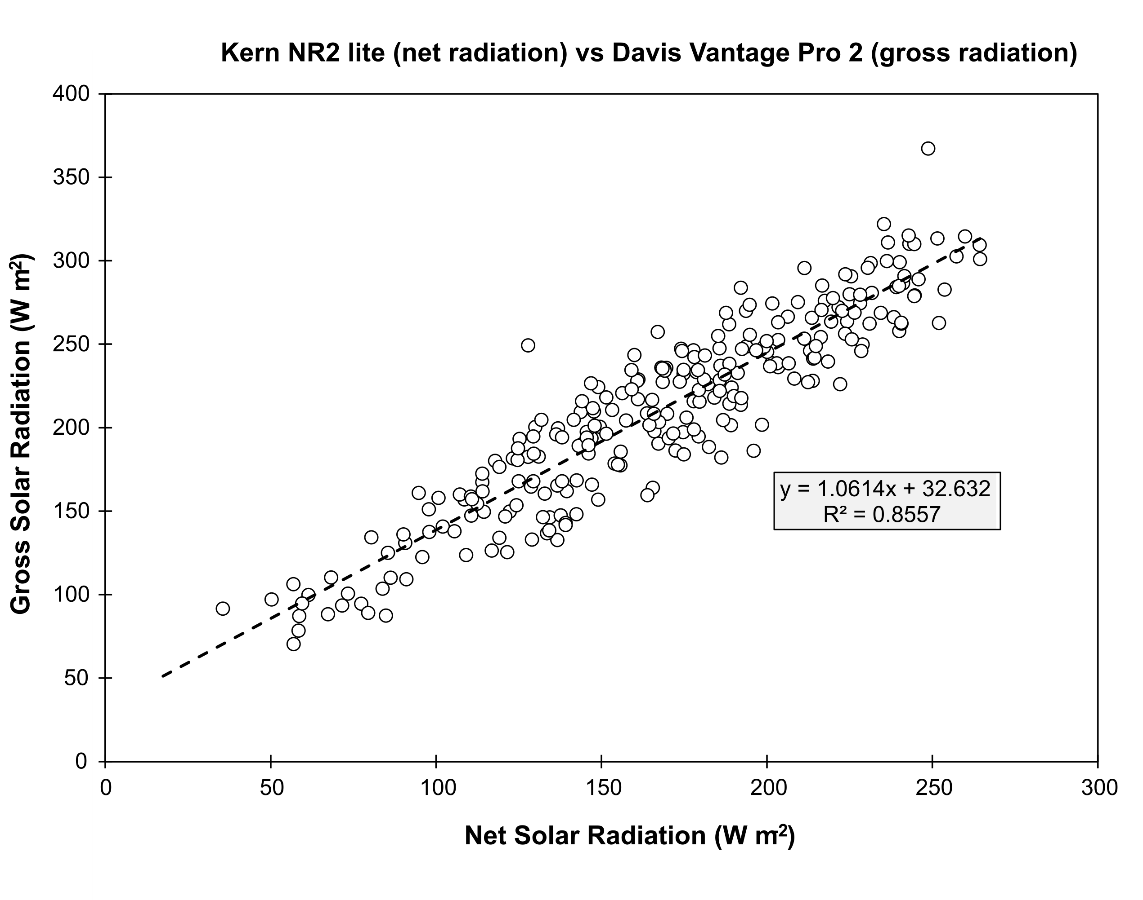 Kern NR2 lite (net radiation) vs Davis Vantage Pro 2 (gross radiation)
400
350
300
250
200
150
100
50
0
Gross Solar Radiation (W m²)
y = 1.0614x + 32.632
R² = 0.8557
0 50 100 150 200 250 300
Net Solar Radiation (W m²)